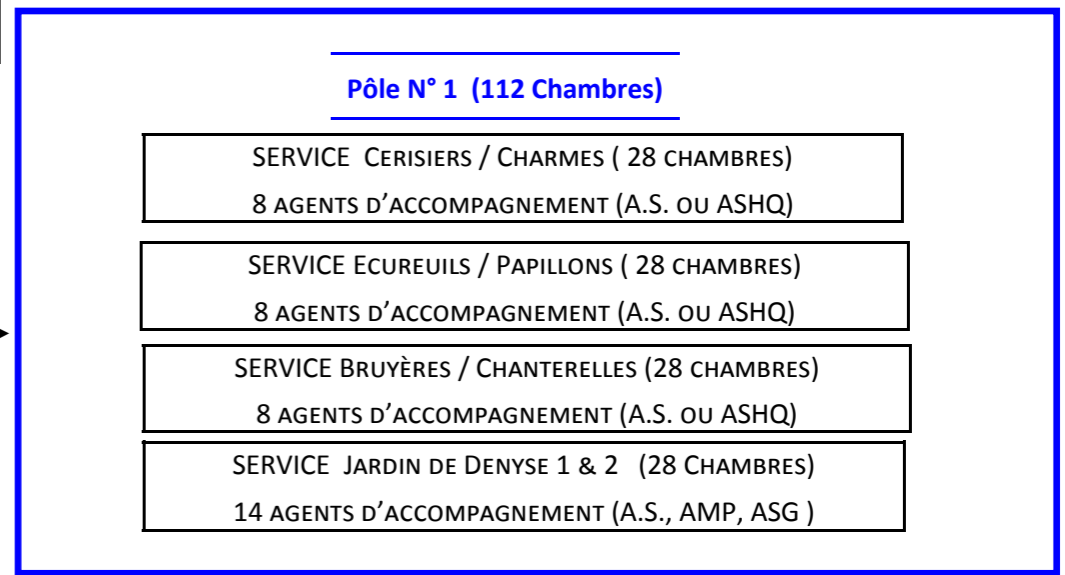 Pôle N° 1 (112 Chambres)
SERVICE Cerisiers / Charmes ( 28 chambres)
8 agents d’accompagnement (A.S. ou ASHQ)
SERVICE Ecureuils / Papillons ( 28 chambres)
8 agents d’accompagnement (A.S. ou ASHQ)
SERVICE Bruyères / Chanterelles (28 chambres)
8 agents d’accompagnement (A.S. ou ASHQ)
SERVICE Jardin de Denyse 1 & 2 (28 Chambres)
14 agents d’accompagnement (A.S., AMP, ASG )